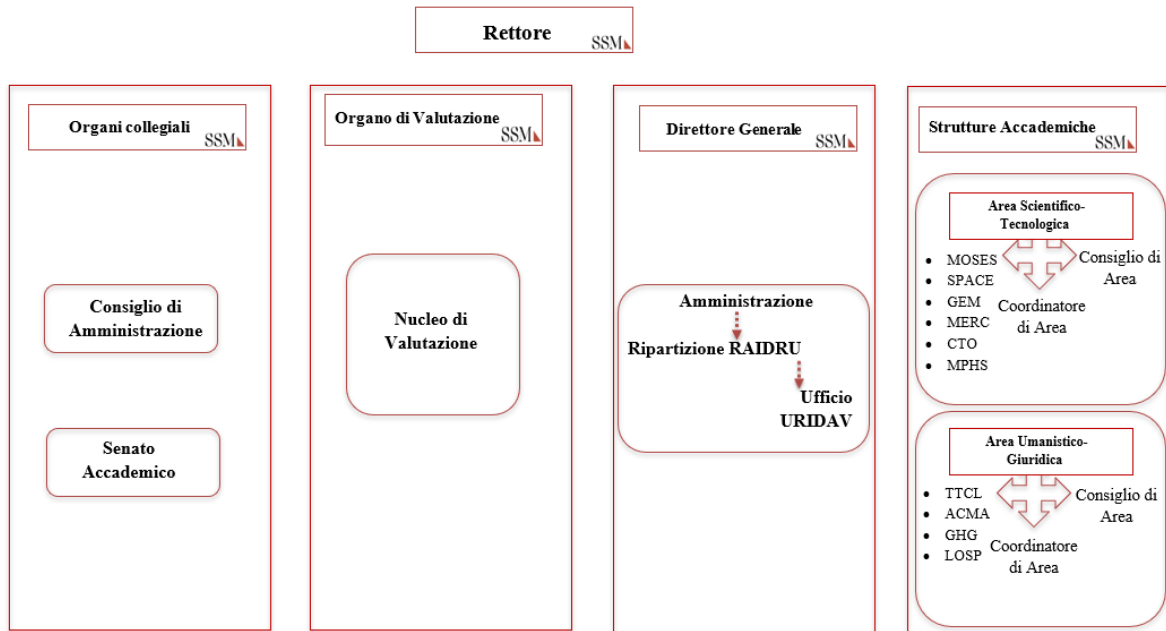 Rettore
SSM
Organi collegiali
SSM
Consiglio di
Amministrazione
Senato
Accademico
Organo di Valutazione
SSM
Nucleo di
Valutazione
Direttore Generale
SSM
Amministrazione
Ripartizione RAIDRU
Ufficio
URIDAV
Strutture Accademiche
SSM
Area Scientifico-
Tecnologica
• MOSES
• SPACE
• GEM
• MERC
• CTO
• MPHS
Consiglio di
Area
Coordinatore
di Area
Area Umanistico-
Giuridica
• TTCL
• ACMA
• GHG
• LOSP
Consiglio di
Area
Coordinatore
di Area